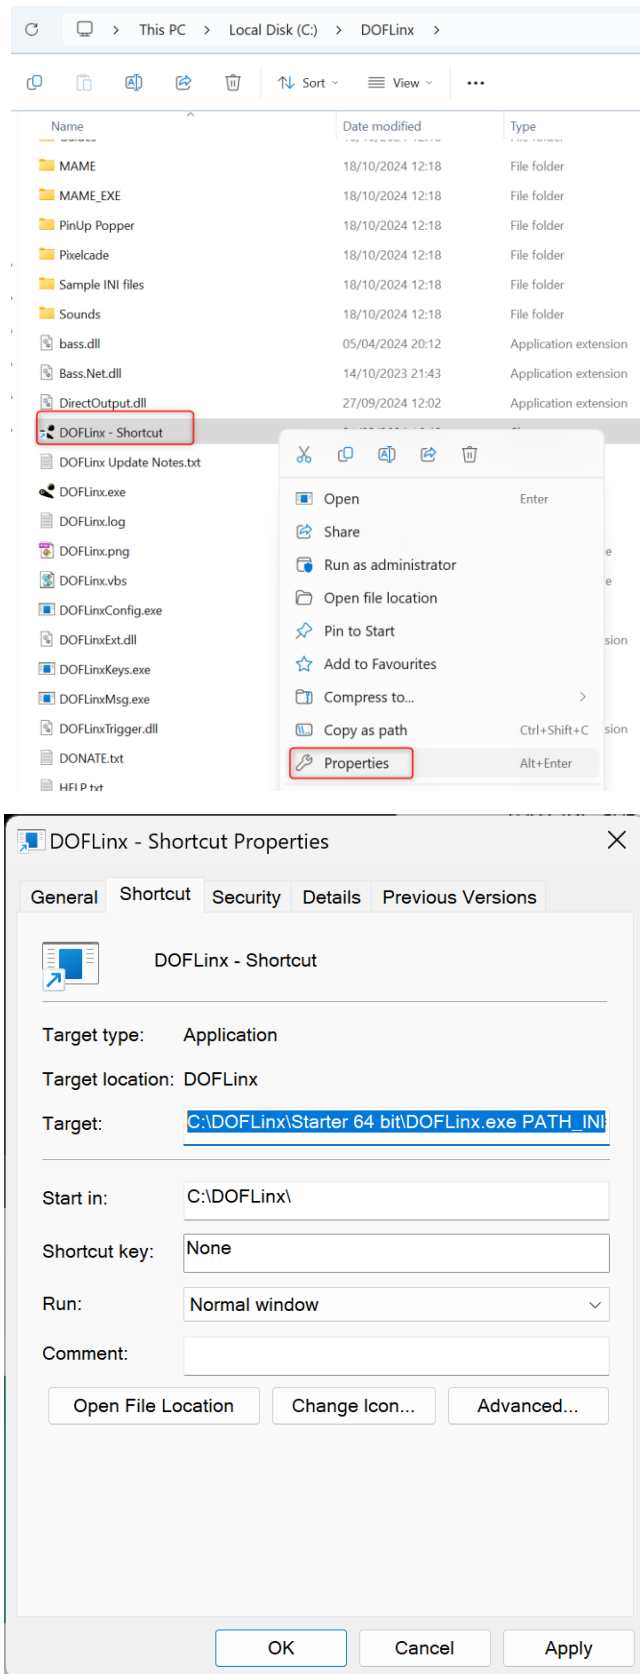 This PC > Local Disk (C:) > DOFLinx >
Sort View ...
Name Date modified Type
MAME 18/10/2024 12:18 File folder
MAME_EXE 18/10/2024 12:18 File folder
PinUp Popper 18/10/2024 12:18 File folder
Pixelcade 18/10/2024 12:18 File folder
Sample INI files 18/10/2024 12:18 File folder
Sounds 18/10/2024 12:18 File folder
bass.dll 05/04/2024 20:12 Application extension
Bass.Net.dll 14/10/2023 21:43 Application extension
DirectOutput.dll 27/09/2024 12:02 Application extension
DOFLinx - Shortcut
DOFLinx Update Notes.txt
DOFLinx.exe
DOFLinx.log
DOFLinx.png
DOFLinx.vbs
DOFLinxConfig.exe
DOFLinxExt.dll
DOFLinxKeys.exe
DOFLinxMsg.exe
DOFLinxTrigger.dll
DONATE.txt
HELP.txt
Open Enter
Share
Run as administrator
Open file location
Pin to Start
Add to Favourites
Compress to... >
Copy as path Ctrl+Shift+C
Properties Alt+Enter
DOFLinx - Shortcut Properties
General Shortcut Security Details Previous Versions
DOFLinx - Shortcut
Target type: Application
Target location: DOFLinx
Target: C:\DOFLinx\Starter 64 bit\DOFLinx.exe PATH_INI
Start in: C:\DOFLinx\
Shortcut key: None
Run: Normal window
Comment:
Open File Location Change Icon... Advanced...
OK Cancel Apply